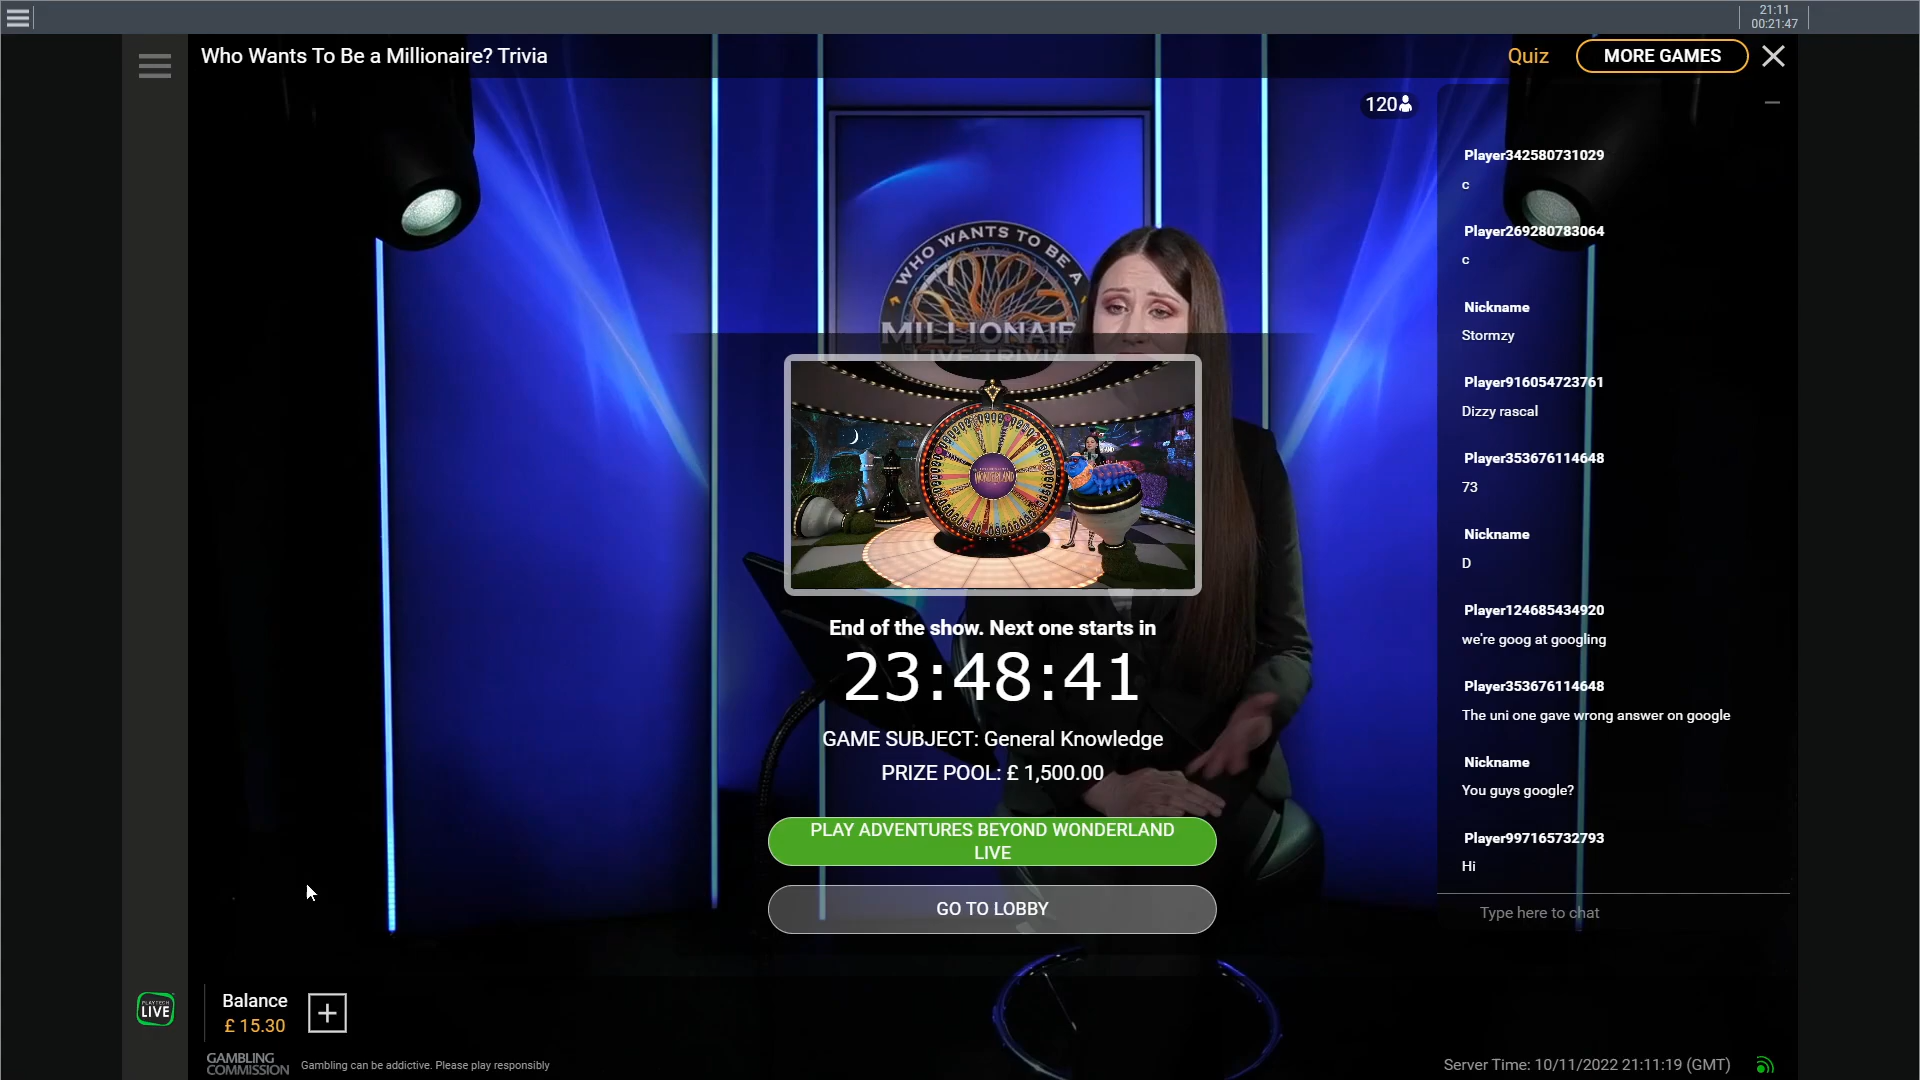 21:11
00:21:47
Who Wants To Be a Millionaire? Trivia
Quiz
MORE GAMES
120
WHO WANTS TO BE A
MILLIONAIR
LIVE TRIVIA
Player342580731029
c
Player269280783064
c
Nickname
Stormzy
Player916054723761
Dizzy rascal
Player353676114648
73
Nickname
D
Player124685434920
we're goog at googling
Player353676114648
The uni one gave wrong answer on google
Nickname
You guys google?
Player997165732793
Hi
Type here to chat
WONDERLAND
End of the show. Next one starts in
23:48:41
GAME SUBJECT: General Knowledge
PRIZE POOL: £ 1,500.00
PLAY ADVENTURES BEYOND WONDERLAND
LIVE
GO TO LOBBY
PLAYTECH
LIVE
Balance
£ 15.30
GAMBLING
COMMISSION
Gambling can be addictive. Please play responsibly
Server Time: 10/11/2022 21:11:19 (GMT)